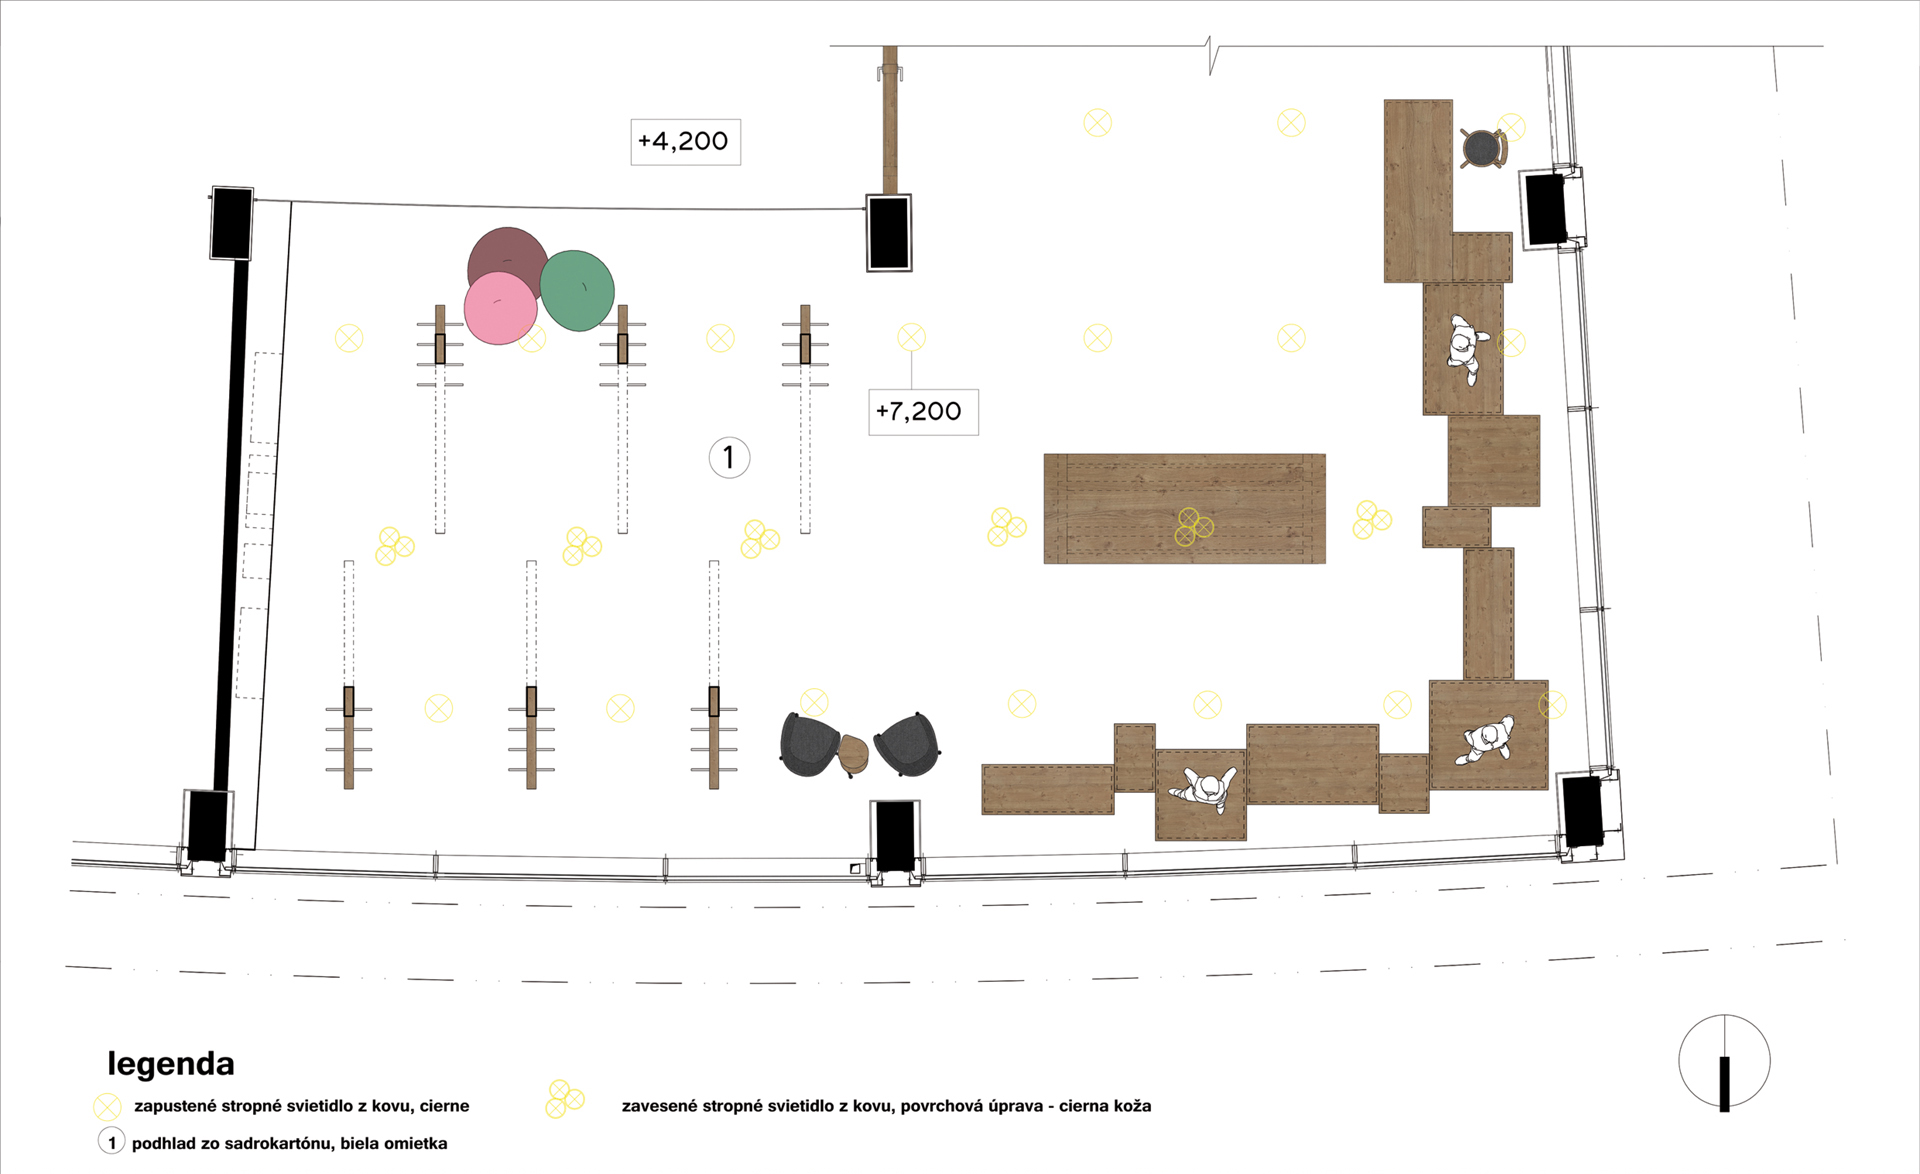 +4,200
+7,200
1
legenda
zapustené stropné svietidlo z kovu, cierne
zavesené stropné svietidlo z kovu, povrchová úprava - cierna koža
1 podhlad zo sadrokartónu, biela omietka